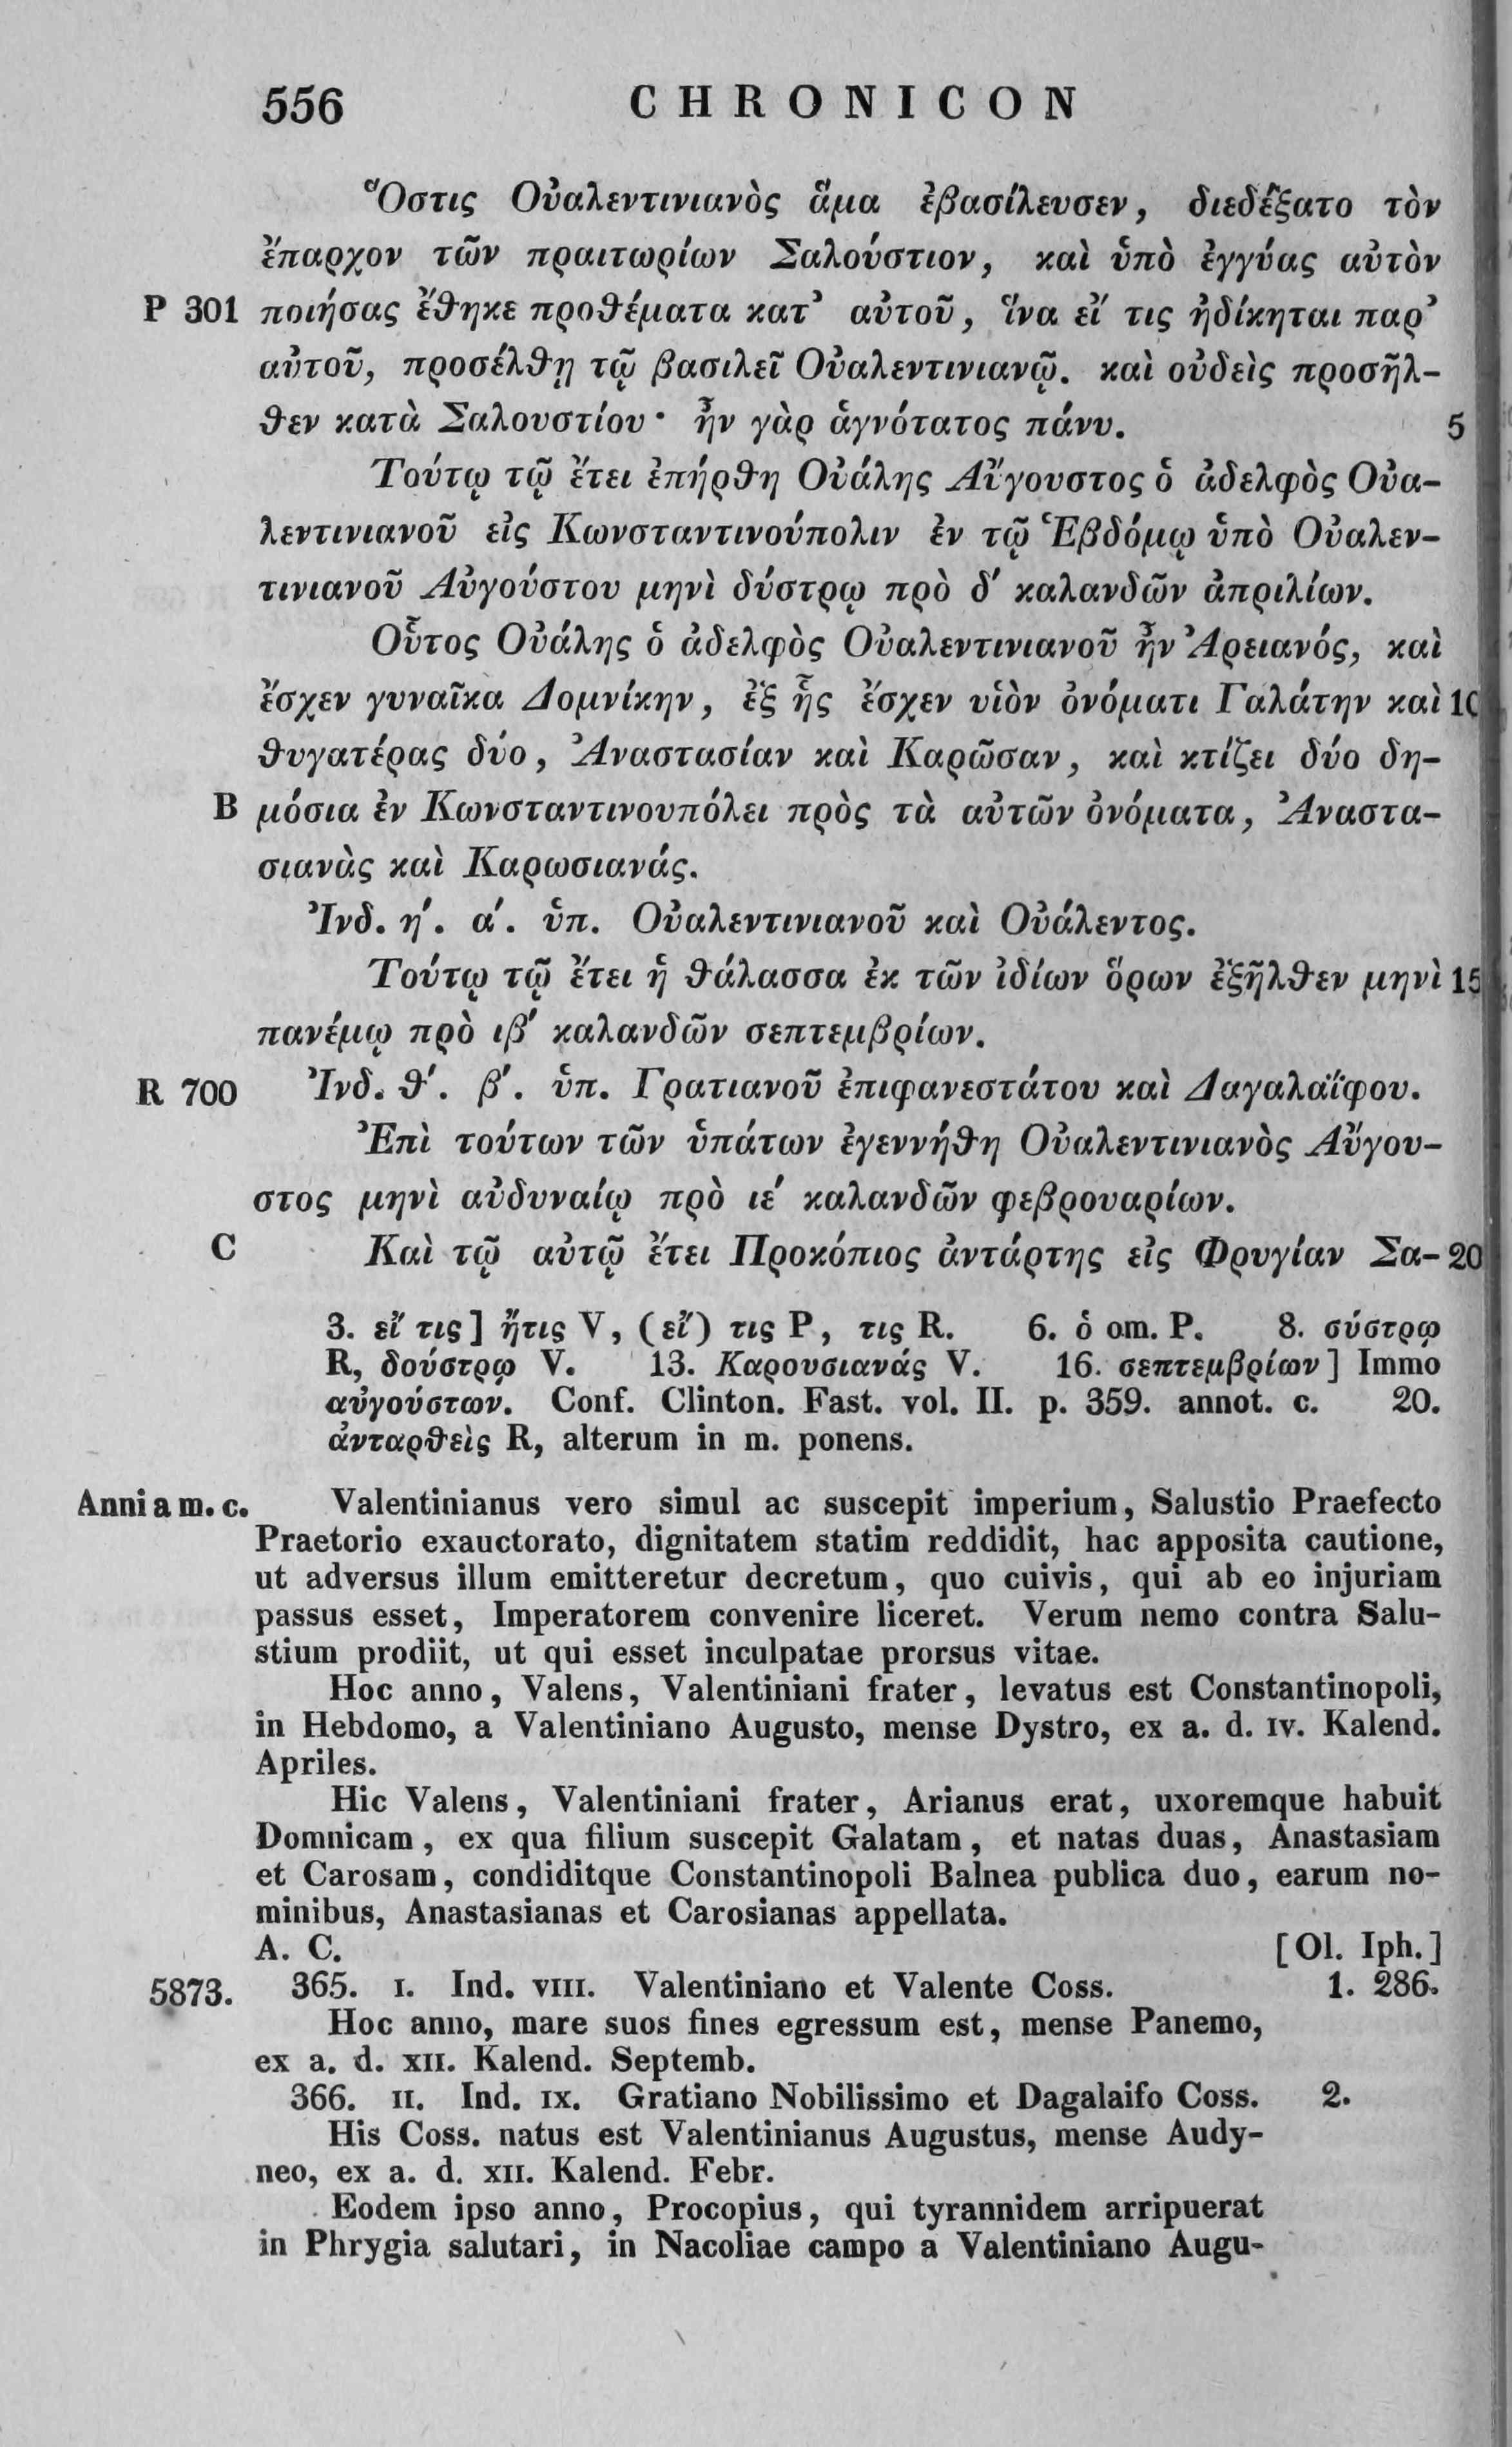 556 CHRONICON
Ὅστις Οὐαλεντινιανὸς ἅμα ἐβασίλευσεν, διεδέξατο τὸν
ἔπαρχον τῶν πραιτωρίων Σαλούστιον, καὶ ὑπὸ ἐγγύας αὐτὸν
P 301 ποιήσας ἔθηκε προθέματα κατ’ αὐτοῦ, ἵνα εἴ τις ἠδίκηται παρ’
αὐτοῦ, προσέλθῃ τῷ βασιλεῖ Οὐαλεντινιανῷ. καὶ οὐδεὶς προσῆλ-
θεν κατὰ Σαλουστίου· ἦν γὰρ ἁγνότατος πάνυ. 5
Τούτῳ τῷ ἔτει ἐπήρθη Οὐάλης Αὔγουστος ὁ ἀδελφὸς Οὐα-
λεντινιανοῦ εἰς Κωνσταντινούπολιν ἐν τῷ Ἑβδόμῳ ὑπὸ Οὐαλεν-
τινιανοῦ Αὐγούστου μηνὶ δύστρῳ πρὸ δ′ καλανδῶν ἀπριλίων.
Οὗτος Οὐάλης ὁ ἀδελφὸς Οὐαλεντινιανοῦ ἦν Ἀρειανός, καὶ
ἔσχεν γυναῖκα Δομνίκην, ἐξ ἧς ἔσχεν υἱὸν ὀνόματι Γαλάτην καὶ 10
θυγατέρας δύο, Ἀναστασίαν καὶ Καρῶσαν, καὶ κτίζει δύο δη-
B μόσια ἐν Κωνσταντινουπόλει πρὸς τὰ αὐτῶν ὀνόματα, Ἀναστα-
σιανὰς καὶ Καρωσιανάς.
Ἰνδ. η′. α′. ὑπ. Οὐαλεντινιανοῦ καὶ Οὐάλεντος.
Τούτῳ τῷ ἔτει ἡ θάλασσα ἐκ τῶν ἰδίων ὅρων ἐξῆλθεν μηνὶ 15
πανέμῳ πρὸ ιβ′ καλανδῶν σεπτεμβρίων.
R 700 Ἰνδ. θ′. β′. ὑπ. Γρατιανοῦ ἐπιφανεστάτου καὶ Δαγαλαΐφου.
Ἐπὶ τούτων τῶν ὑπάτων ἐγεννήθη Οὐαλεντινιανὸς Αὔγου-
στος μηνὶ αὐδυναίῳ πρὸ ιε′ καλανδῶν φεβρουαρίων.
C Καὶ τῷ αὐτῷ ἔτει Προκόπιος ἀντάρτης εἰς Φρυγίαν Σα- 20
3. εἴ τις] ἥτις V, (εἴ) τις P, τις R. 6. ὁ om. P. 8. σύστρῳ
R, δούστρῳ V. 13. Καρουσιανάς V. 16. σεπτεμβρίων] Immo
αὐγούστων. Conf. Clinton. Fast. vol. II. p. 359. annot. c. 20.
ἀνταρθεὶς R, alterum in m. ponens.
Anni a m. c. Valentinianus vero simul ac suscepit imperium, Salustio Praefecto
Praetorio exauctorato, dignitatem statim reddidit, hac apposita cautione,
ut adversus illum emitteretur decretum, quo cuivis, qui ab eo injuriam
passus esset, Imperatorem convenire liceret. Verum nemo contra Salu-
stium prodiit, ut qui esset inculpatae prorsus vitae.
Hoc anno, Valens, Valentiniani frater, levatus est Constantinopoli,
in Hebdomo, a Valentiniano Augusto, mense Dystro, ex a. d. IV. Kalend.
Apriles.
Hic Valens, Valentiniani frater, Arianus erat, uxoremque habuit
Domnicam, ex qua filium suscepit Galatam, et natas duas, Anastasiam
et Carosam, condiditque Constantinopoli Balnea publica duo, earum no-
minibus, Anastasianas et Carosianas appellata.
A. C. [Ol. Iph.]
5873. 365. I. Ind. VIII. Valentiniano et Valente Coss. 1. 286.
Hoc anno, mare suos fines egressum est, mense Panemo,
ex a. d. XII. Kalend. Septemb.
366. II. Ind. IX. Gratiano Nobilissimo et Dagalaifo Coss. 2.
His Coss. natus est Valentinianus Augustus, mense Audy-
neo, ex a. d. XII. Kalend. Febr.
Eodem ipso anno, Procopius, qui tyrannidem arripuerat
in Phrygia salutari, in Nacoliae campo a Valentiniano Augu-